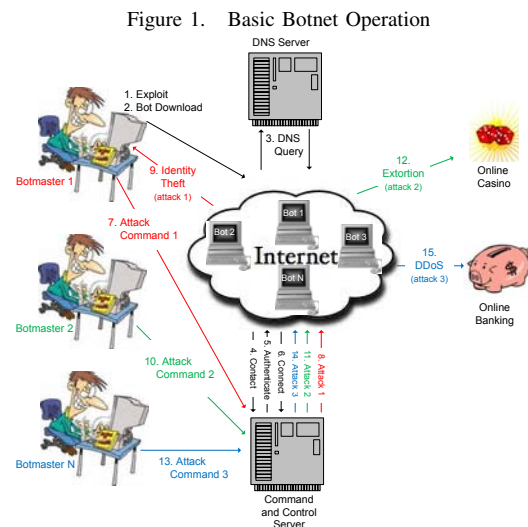 Figure 1. Basic Botnet Operation
DNS Server
1. Exploit
2. Bot Download
3. DNS
Query
12.
Extortion
(attack 2)
Online
Casino
Botmaster 1
9. Identity
Theft
(attack 1)
7. Attack
Command 1
Bot 1
Bot 2
Bot 3
Internet
Bot N
15.
DDoS
(attack 3)
Online
Banking
Botmaster 2
10. Attack
Command 2
4. Contact
5. Authenticate
6. Connect
14. Attack 3
11. Attack 2
8. Attack 1
Botmaster N
13. Attack
Command 3
Command
and Control
Server